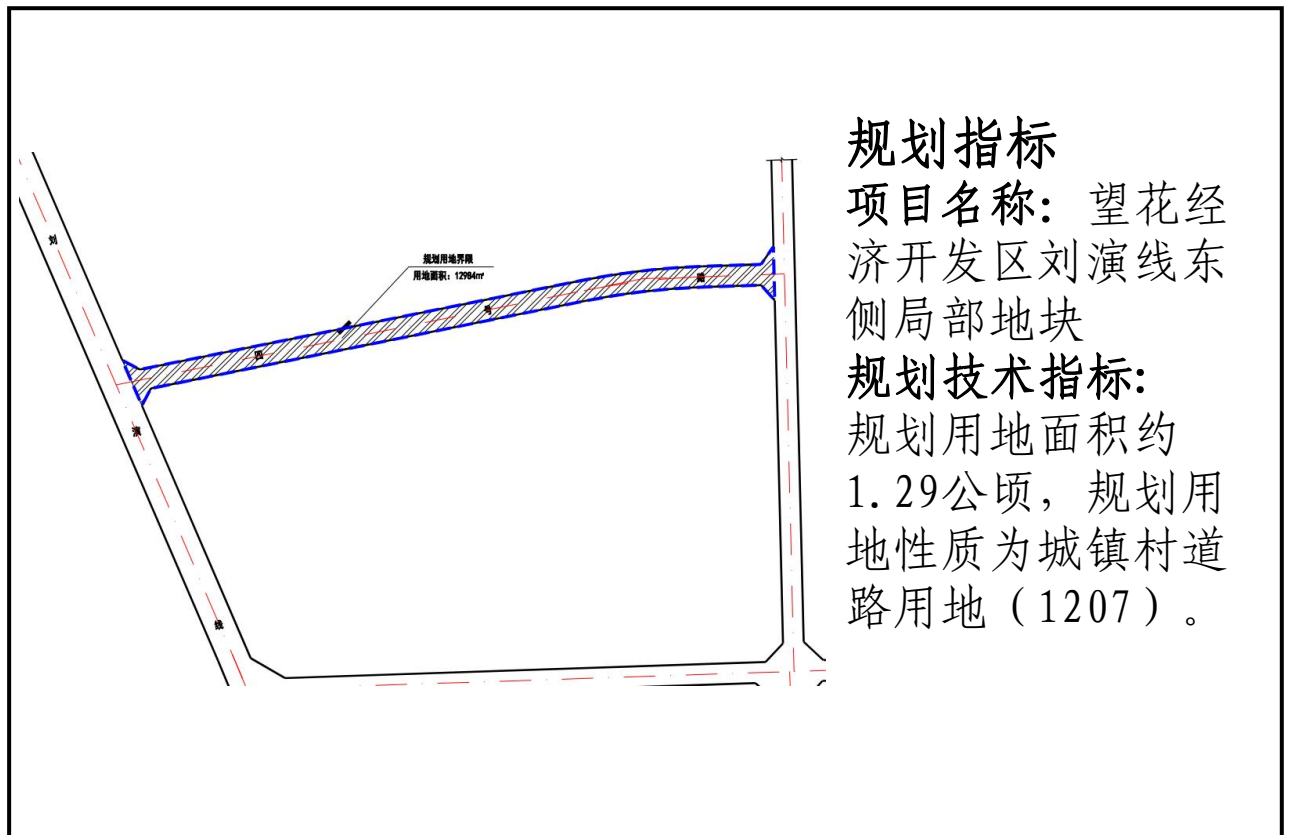 规划指标
项目名称：望花经
济开发区刘演线东
侧局部地块
规划技术指标：
规划用地面积约
1.29公顷，规划用
地性质为城镇村道
路用地（1207）。
规划用地界限
用地面积：12984㎡
刘
演
线
四
号
路